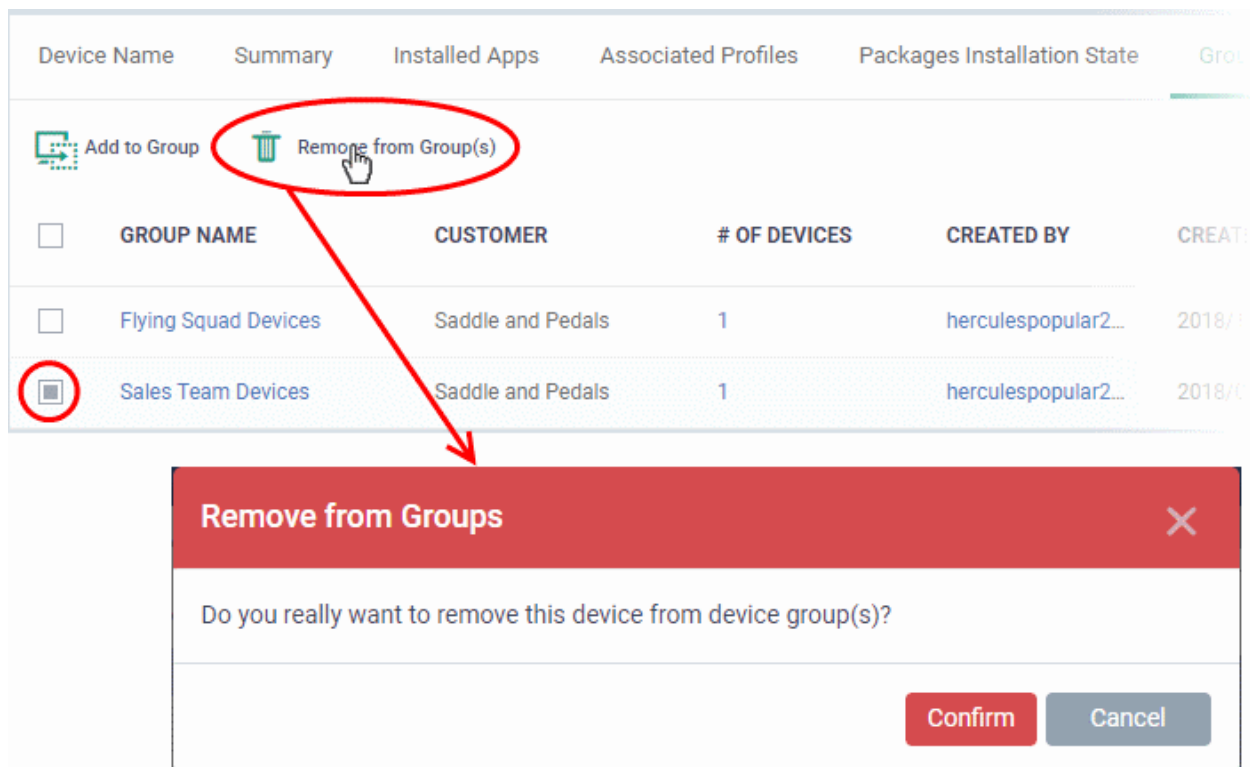 Device Name Summary Installed Apps Associated Profiles Packages Installation State
Add to Group Remove from Group(s)
GROUP NAME CUSTOMER # OF DEVICES CREATED BY
Flying Squad Devices Saddle and Pedals 1 herculespopular2... 2018/
Sales Team Devices Saddle and Pedals 1 herculespopular2... 2018/
Remove from Groups
Do you really want to remove this device from device group(s)?
Confirm Cancel